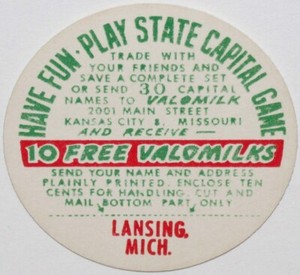 HAVE FUN · PLAY STATE CAPITAL GAME
TRADE WITH
YOUR FRIENDS AND
SAVE A COMPLETE SET
OR SEND 30 CAPITAL
NAMES TO VALOMILK
2001 MAIN STREET
KANSAS CITY 8, MISSOURI
AND RECEIVE —
10 FREE VALOMILKS
SEND YOUR NAME AND ADDRESS
PLAINLY PRINTED. ENCLOSE TEN
CENTS FOR HANDLING. CUT AND
MAIL BOTTOM PART ONLY
LANSING,
MICH.